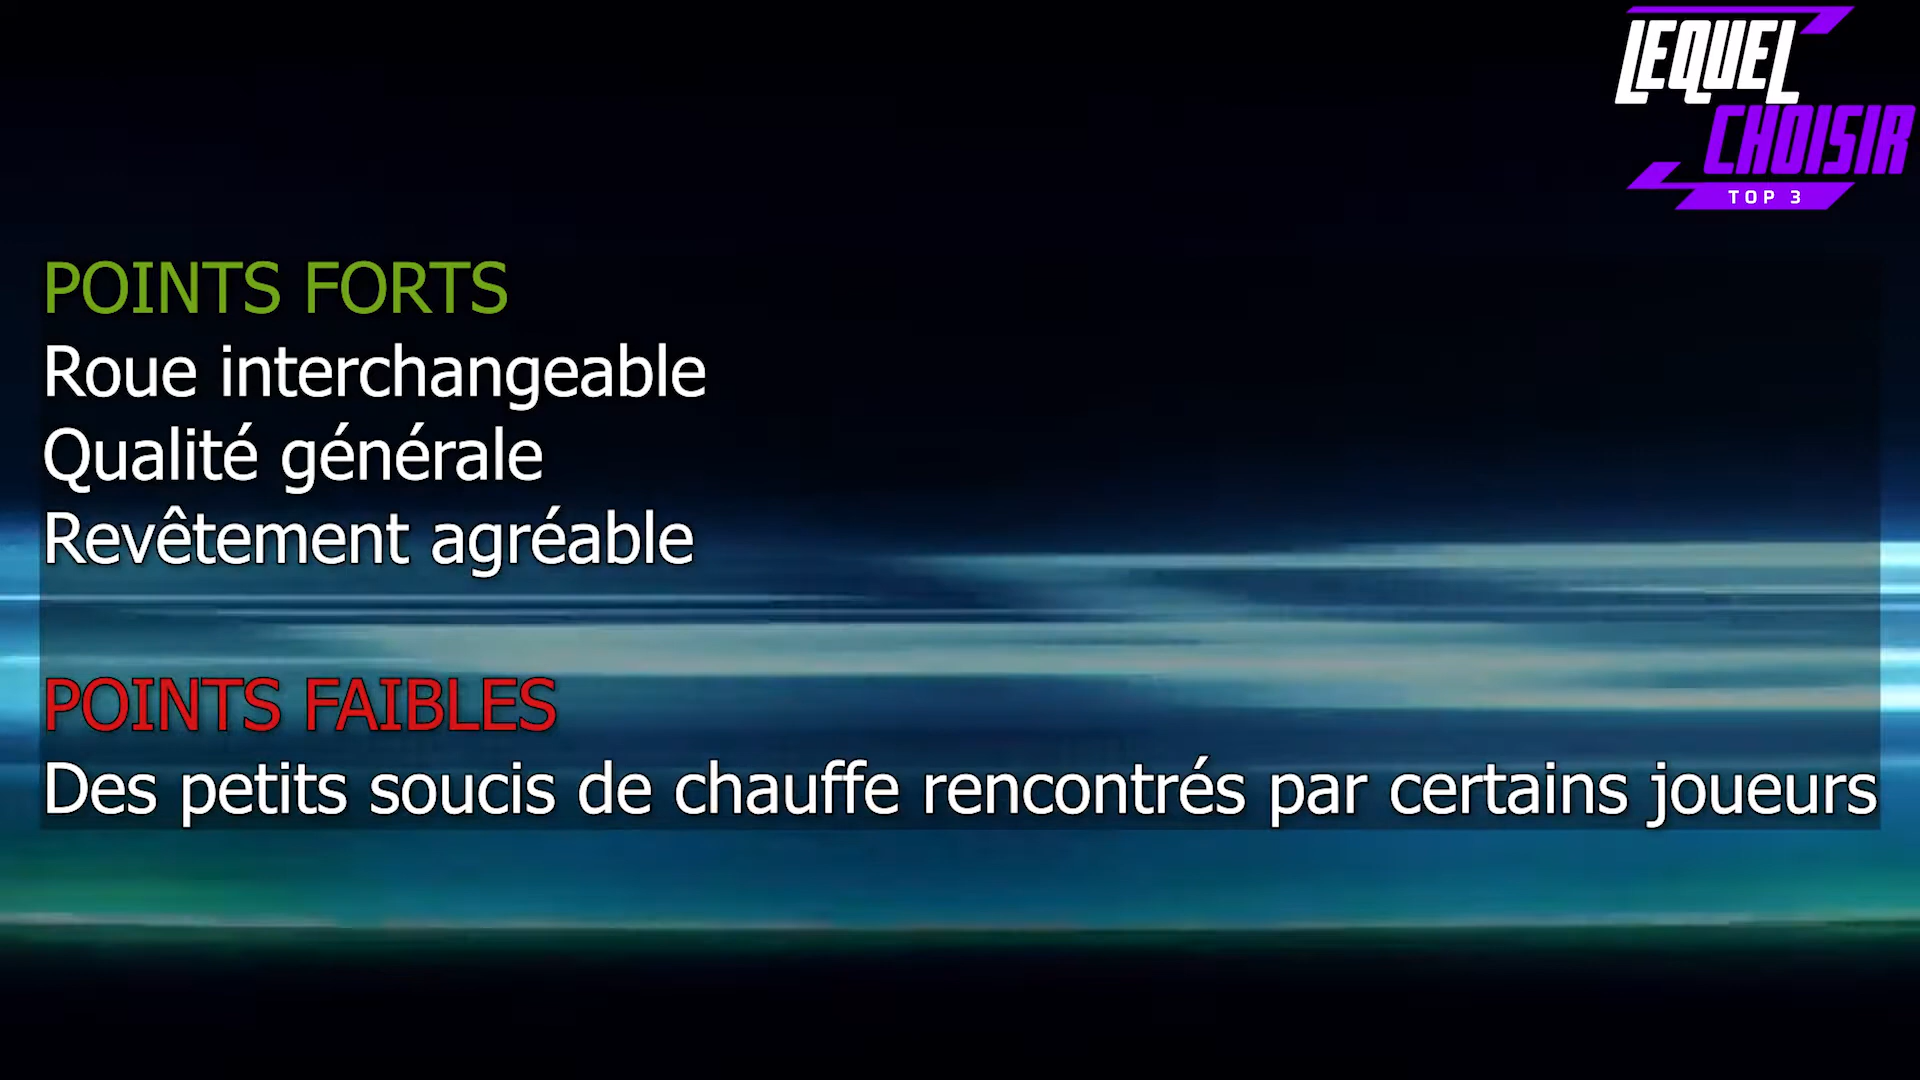 LEQUEL
CHOISIR
TOP 3
POINTS FORTS
Roue interchangeable
Qualité générale
Revêtement agréable
POINTS FAIBLES
Des petits soucis de chauffe rencontrés par certains joueurs